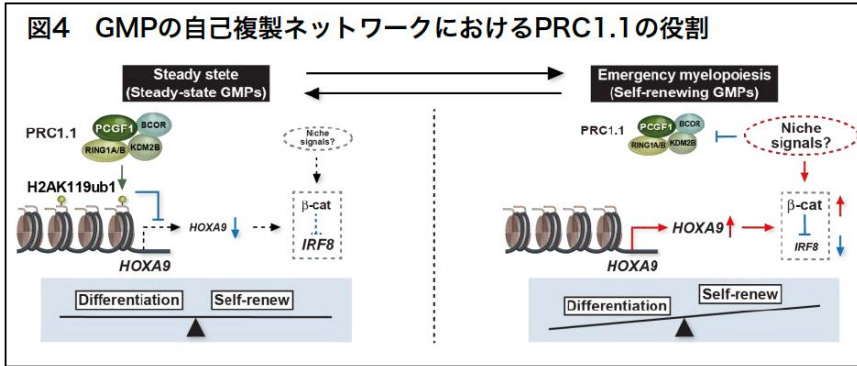 図4 GMPの自己複製ネットワークにおけるPRC1.1の役割
Steady stete
(Steady-state GMPs)
Emergency myelopoiesis
(Self-renewing GMPs)
PRC1.1
PCGF1
BCOR
RING1A/B
KDM2B
H2AK119ub1
HOXA9
HOXA9
Niche
signals?
β-cat
IRF8
Differentiation
Self-renew
PRC1.1
PCGF1
BCOR
RING1A/B
KDM2B
Niche
signals?
HOXA9
HOXA9
β-cat
IRF8
Differentiation
Self-renew